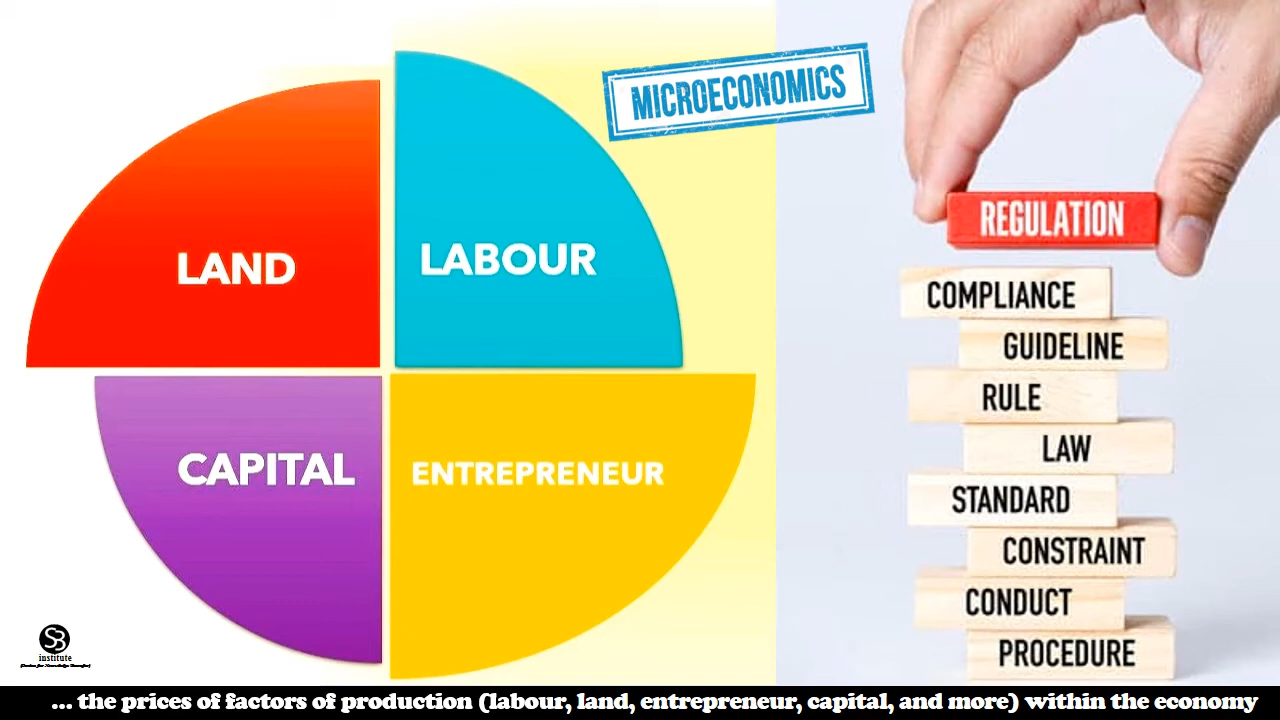 MICROECONOMICS
LAND
LABOUR
CAPITAL
ENTREPRENEUR
REGULATION
COMPLIANCE
GUIDELINE
RULE
LAW
STANDARD
CONSTRAINT
CONDUCT
PROCEDURE
SB
institute
... the prices of factors of production (labour, land, entrepreneur, capital, and more) within the economy